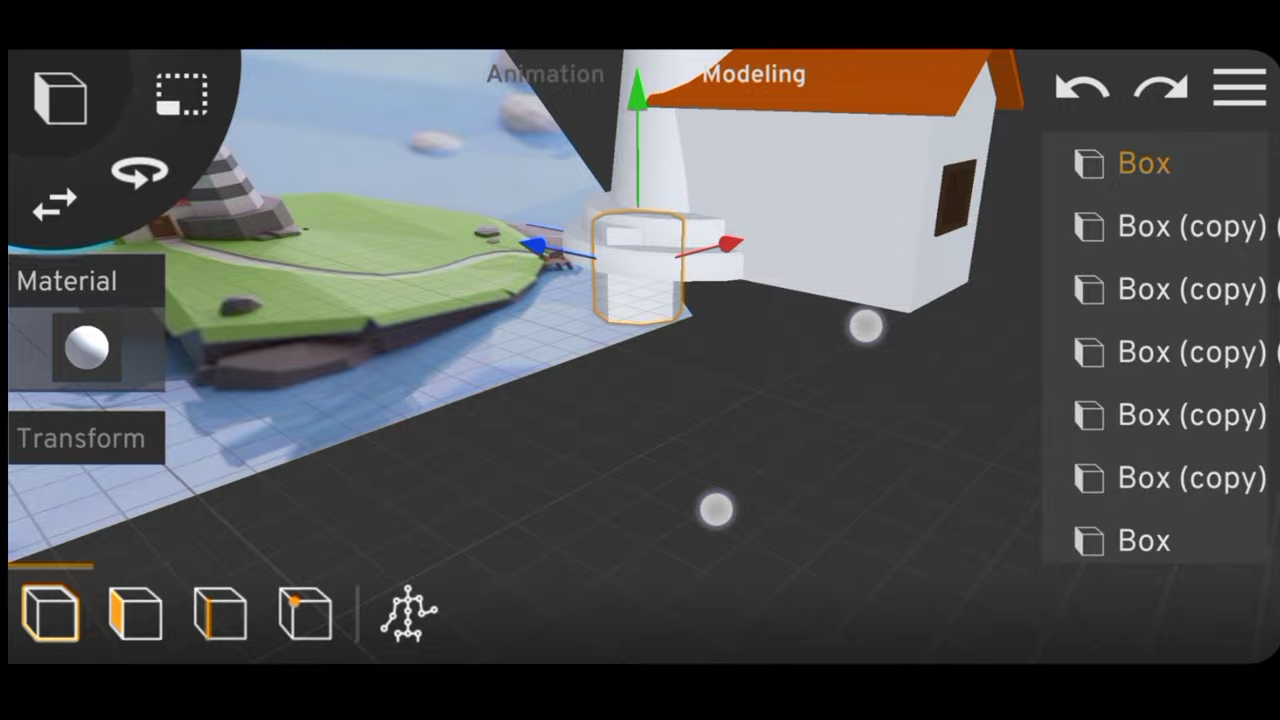 Animation
Modeling
Material
Transform
Box
Box (copy)
Box (copy)
Box (copy)
Box (copy)
Box (copy)
Box